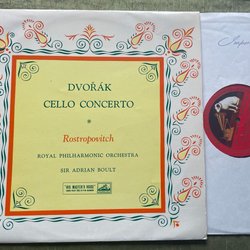 DVOŘÁK
CELLO CONCERTO
Rostropovitch
ROYAL PHILHARMONIC ORCHESTRA
SIR ADRIAN BOULT
"HIS MASTER'S VOICE"